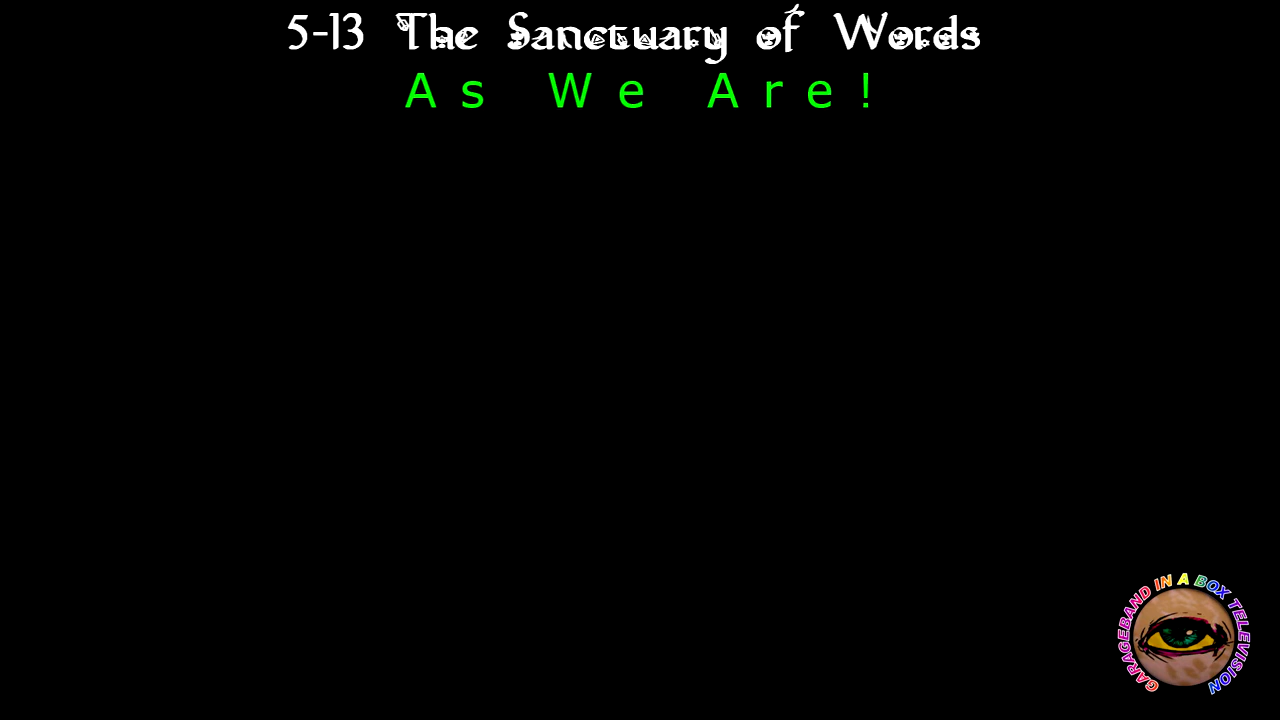 5-13 The Sanctuary of Words
As We Are!
GARAGEBAND IN A BOX TELEVISION